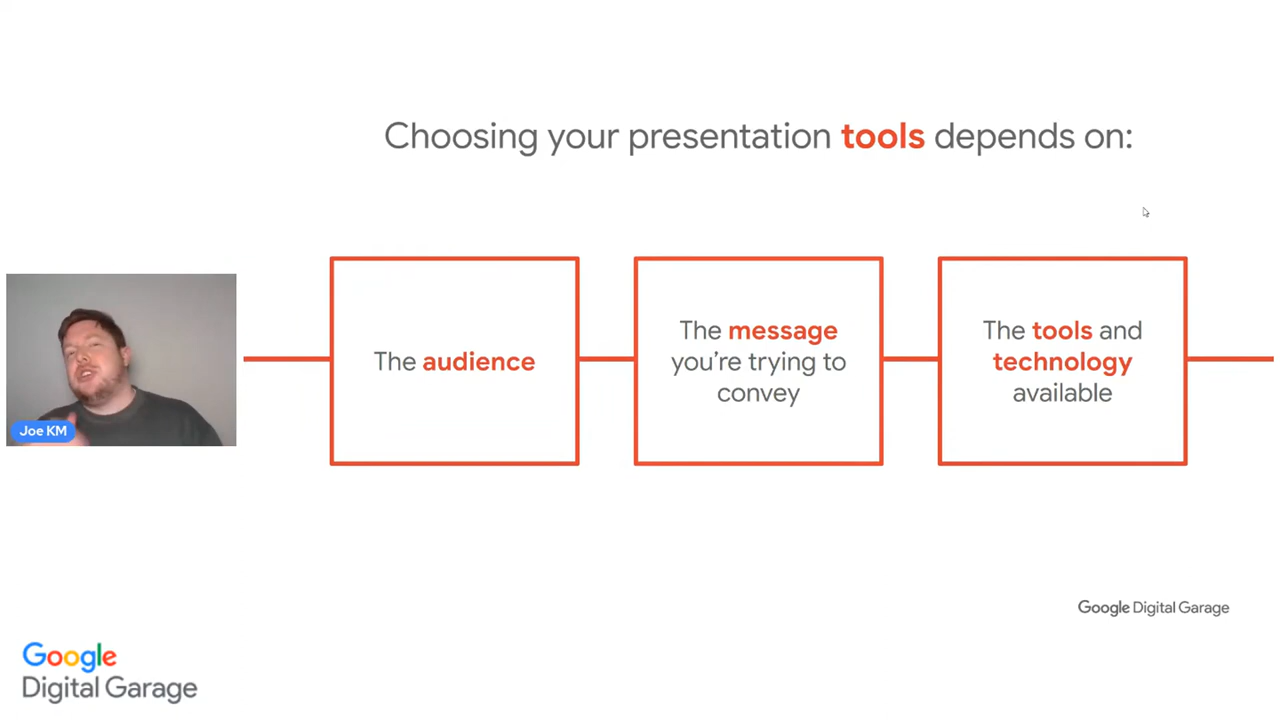 Choosing your presentation tools depends on:
The audience
The message
you’re trying to
convey
The tools and
technology
available
Joe KM
Google Digital Garage
Google
Digital Garage